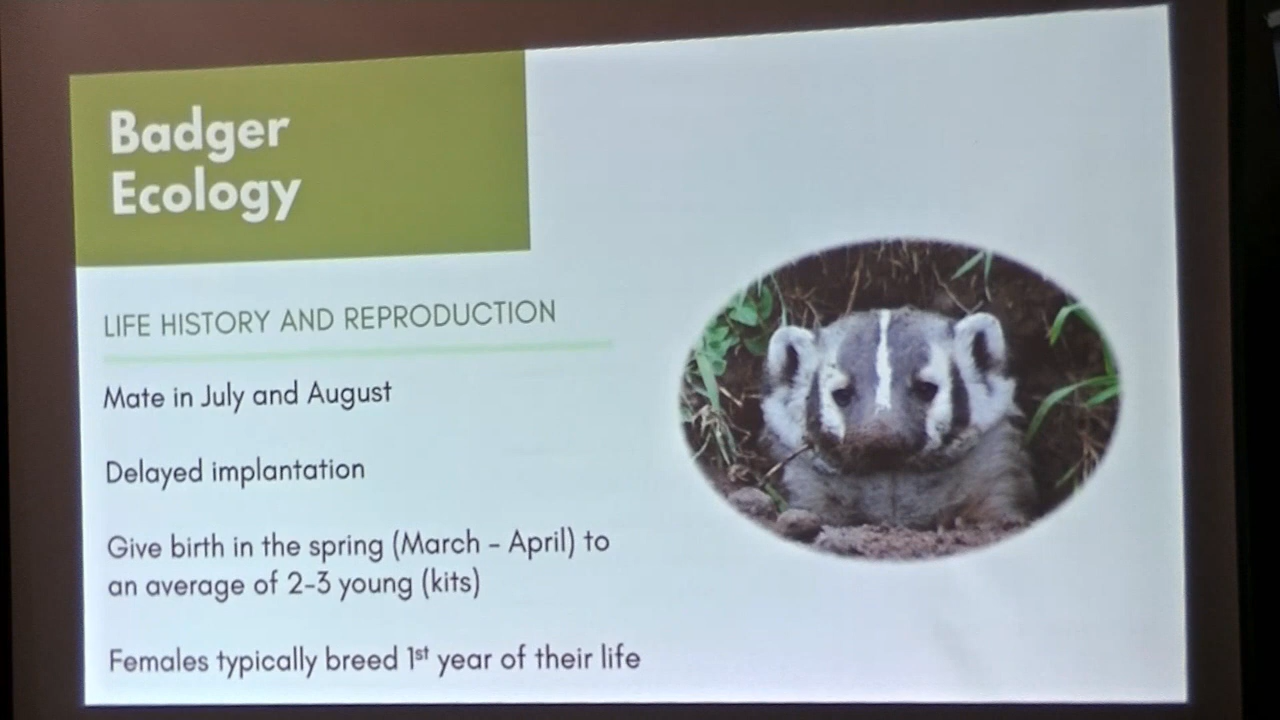 Badger
Ecology
LIFE HISTORY AND REPRODUCTION
Mate in July and August
Delayed implantation
Give birth in the spring (March - April) to
an average of 2-3 young (kits)
Females typically breed 1st year of their life